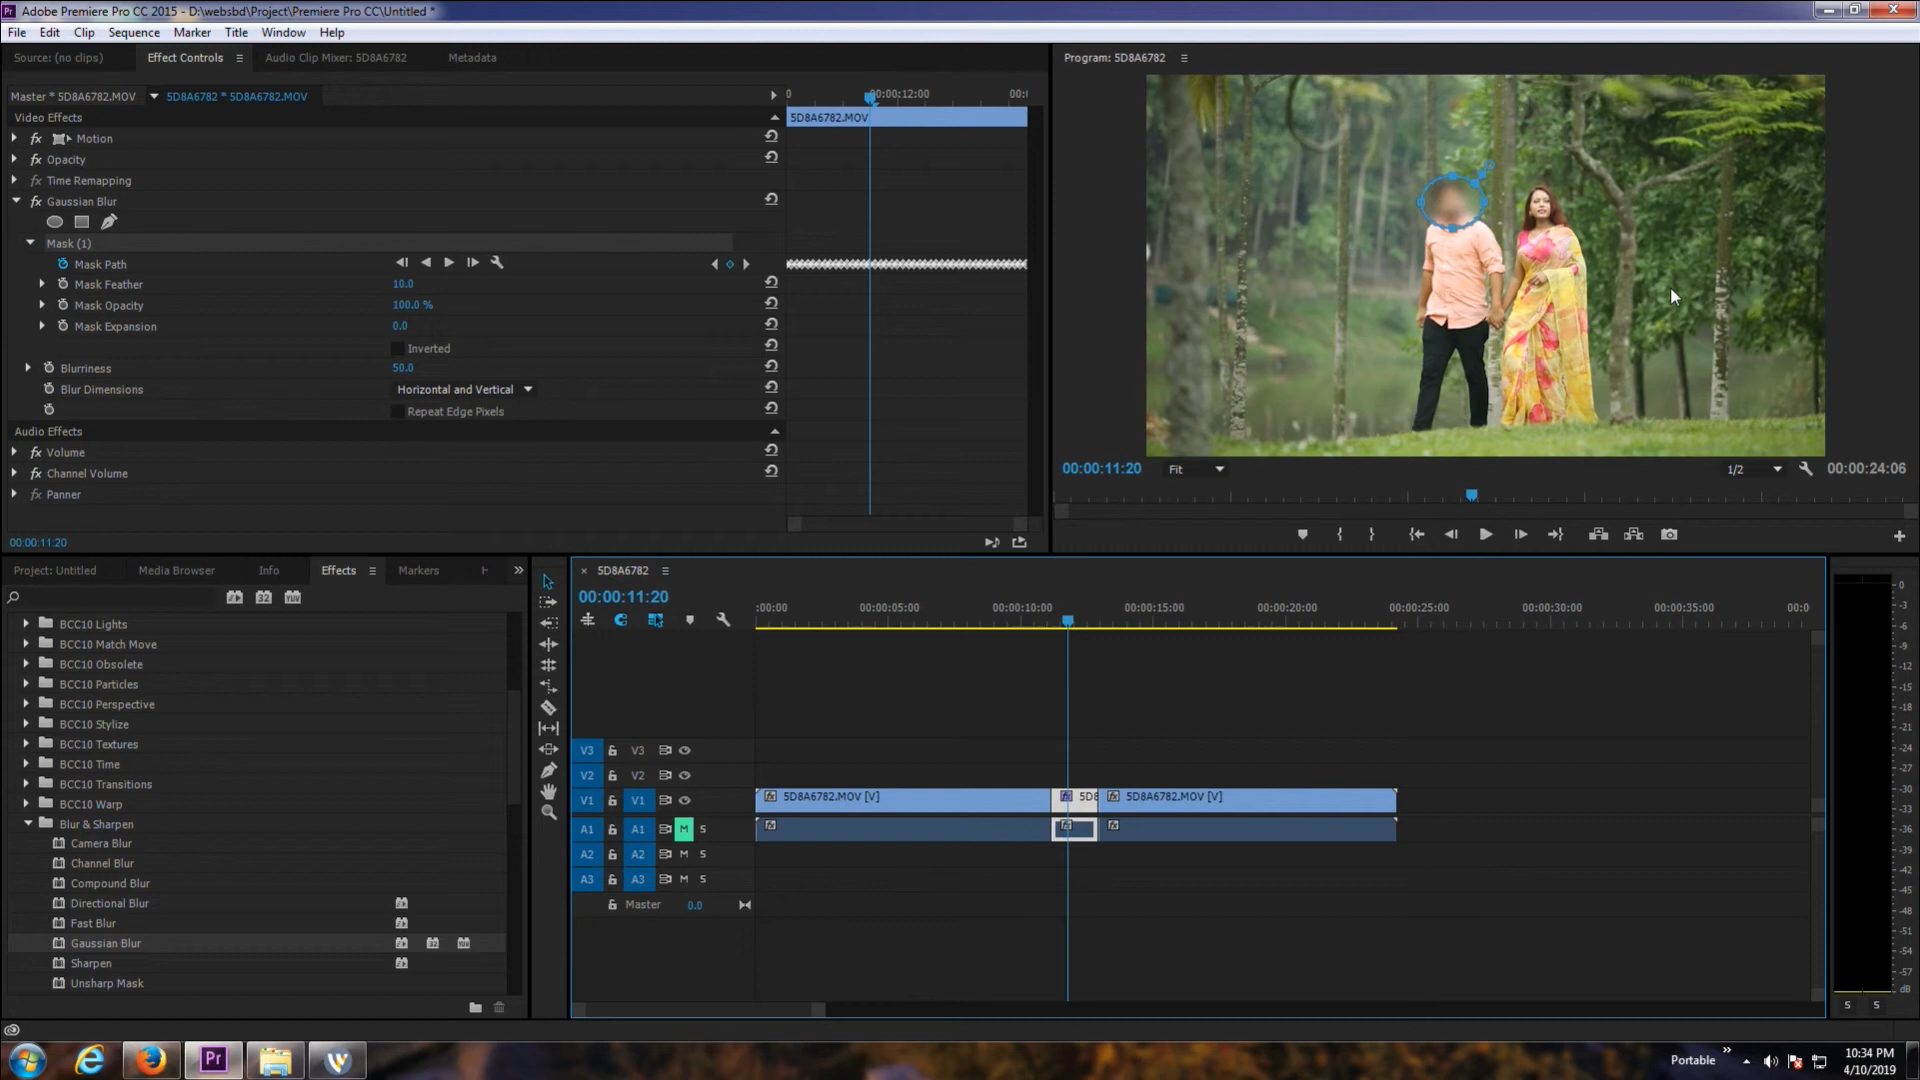 Adobe Premiere Pro CC 2015 - D:\websbd\Project\Premiere Pro CC\Untitled *
File Edit Clip Sequence Marker Title Window Help
Source: (no clips) Effect Controls Audio Clip Mixer: 5D8A6782 Metadata
Master * 5D8A6782.MOV 5D8A6782 * 5D8A6782.MOV
00:00:12:00
Video Effects
5D8A6782.MOV
fx Motion
fx Opacity
fx Time Remapping
fx Gaussian Blur
Mask (1)
Mask Path
Mask Feather 10.0
Mask Opacity 100.0 %
Mask Expansion 0.0
Inverted
Blurriness 50.0
Blur Dimensions Horizontal and Vertical
Repeat Edge Pixels
Audio Effects
fx Volume
fx Channel Volume
fx Panner
00:00:11:20
Program: 5D8A6782
00:00:11:20 Fit 1/2 00:00:24:06
Project: Untitled Media Browser Info Effects Markers
BCC10 Lights
BCC10 Match Move
BCC10 Obsolete
BCC10 Particles
BCC10 Perspective
BCC10 Stylize
BCC10 Textures
BCC10 Time
BCC10 Transitions
BCC10 Warp
Blur & Sharpen
Camera Blur
Channel Blur
Compound Blur
Directional Blur
Fast Blur
Gaussian Blur
Sharpen
Unsharp Mask
5D8A6782
00:00:11:20
:00:00 00:00:05:00 00:00:10:00 00:00:15:00 00:00:20:00 00:00:25:00 00:00:30:00 00:00:35:00 00:0
V3 V3
V2 V2
V1 V1 5D8A6782.MOV [V] 5D8 5D8A6782.MOV [V]
A1 A1 M S
A2 A2 M S
A3 A3 M S
Master 0.0
0
-3
-6
-9
-12
-15
-18
-21
-24
-27
-30
-33
-36
-39
-42
-45
-48
-51
-54
-57
dB
S S
Portable
10:34 PM
4/10/2019